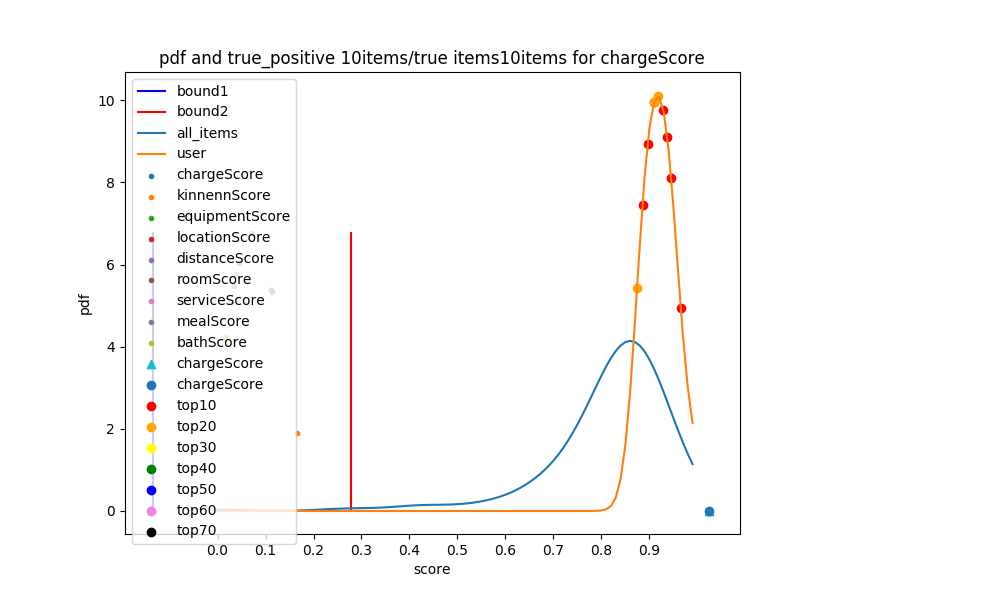 pdf and true_positive 10items/true items10items for chargeScore
bound1
bound2
all_items
user
chargeScore
kinnennScore
equipmentScore
locationScore
distanceScore
roomScore
serviceScore
mealScore
bathScore
chargeScore
chargeScore
top10
top20
top30
top40
top50
top60
top70
10
8
6
4
2
0
pdf
0.0 0.1 0.2 0.3 0.4 0.5 0.6 0.7 0.8 0.9
score